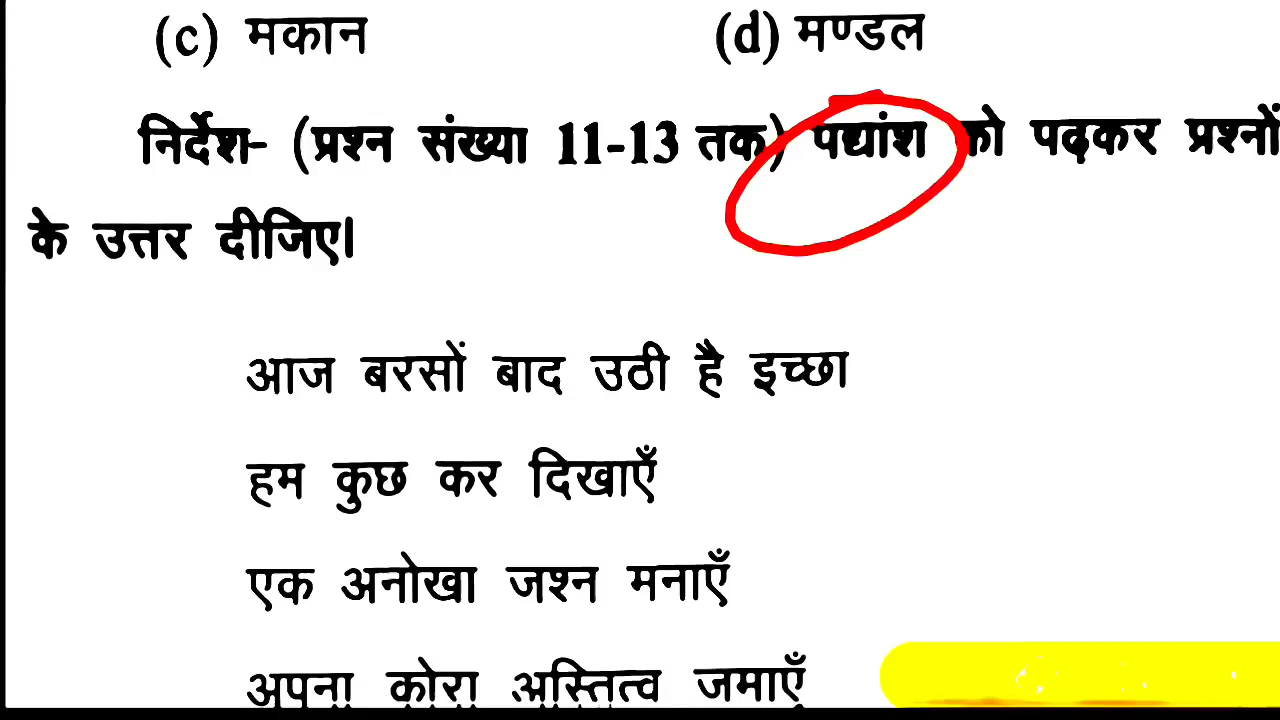 (c) मकान (d) मण्डल
निर्देश- (प्रश्न संख्या 11-13 तक) पद्यांश को पढ़कर प्रश्नों
के उत्तर दीजिए।
आज बरसों बाद उठी है इच्छा
हम कुछ कर दिखाएँ
एक अनोखा जश्न मनाएँ
अपना कोरा अस्तित्व जमाएँ